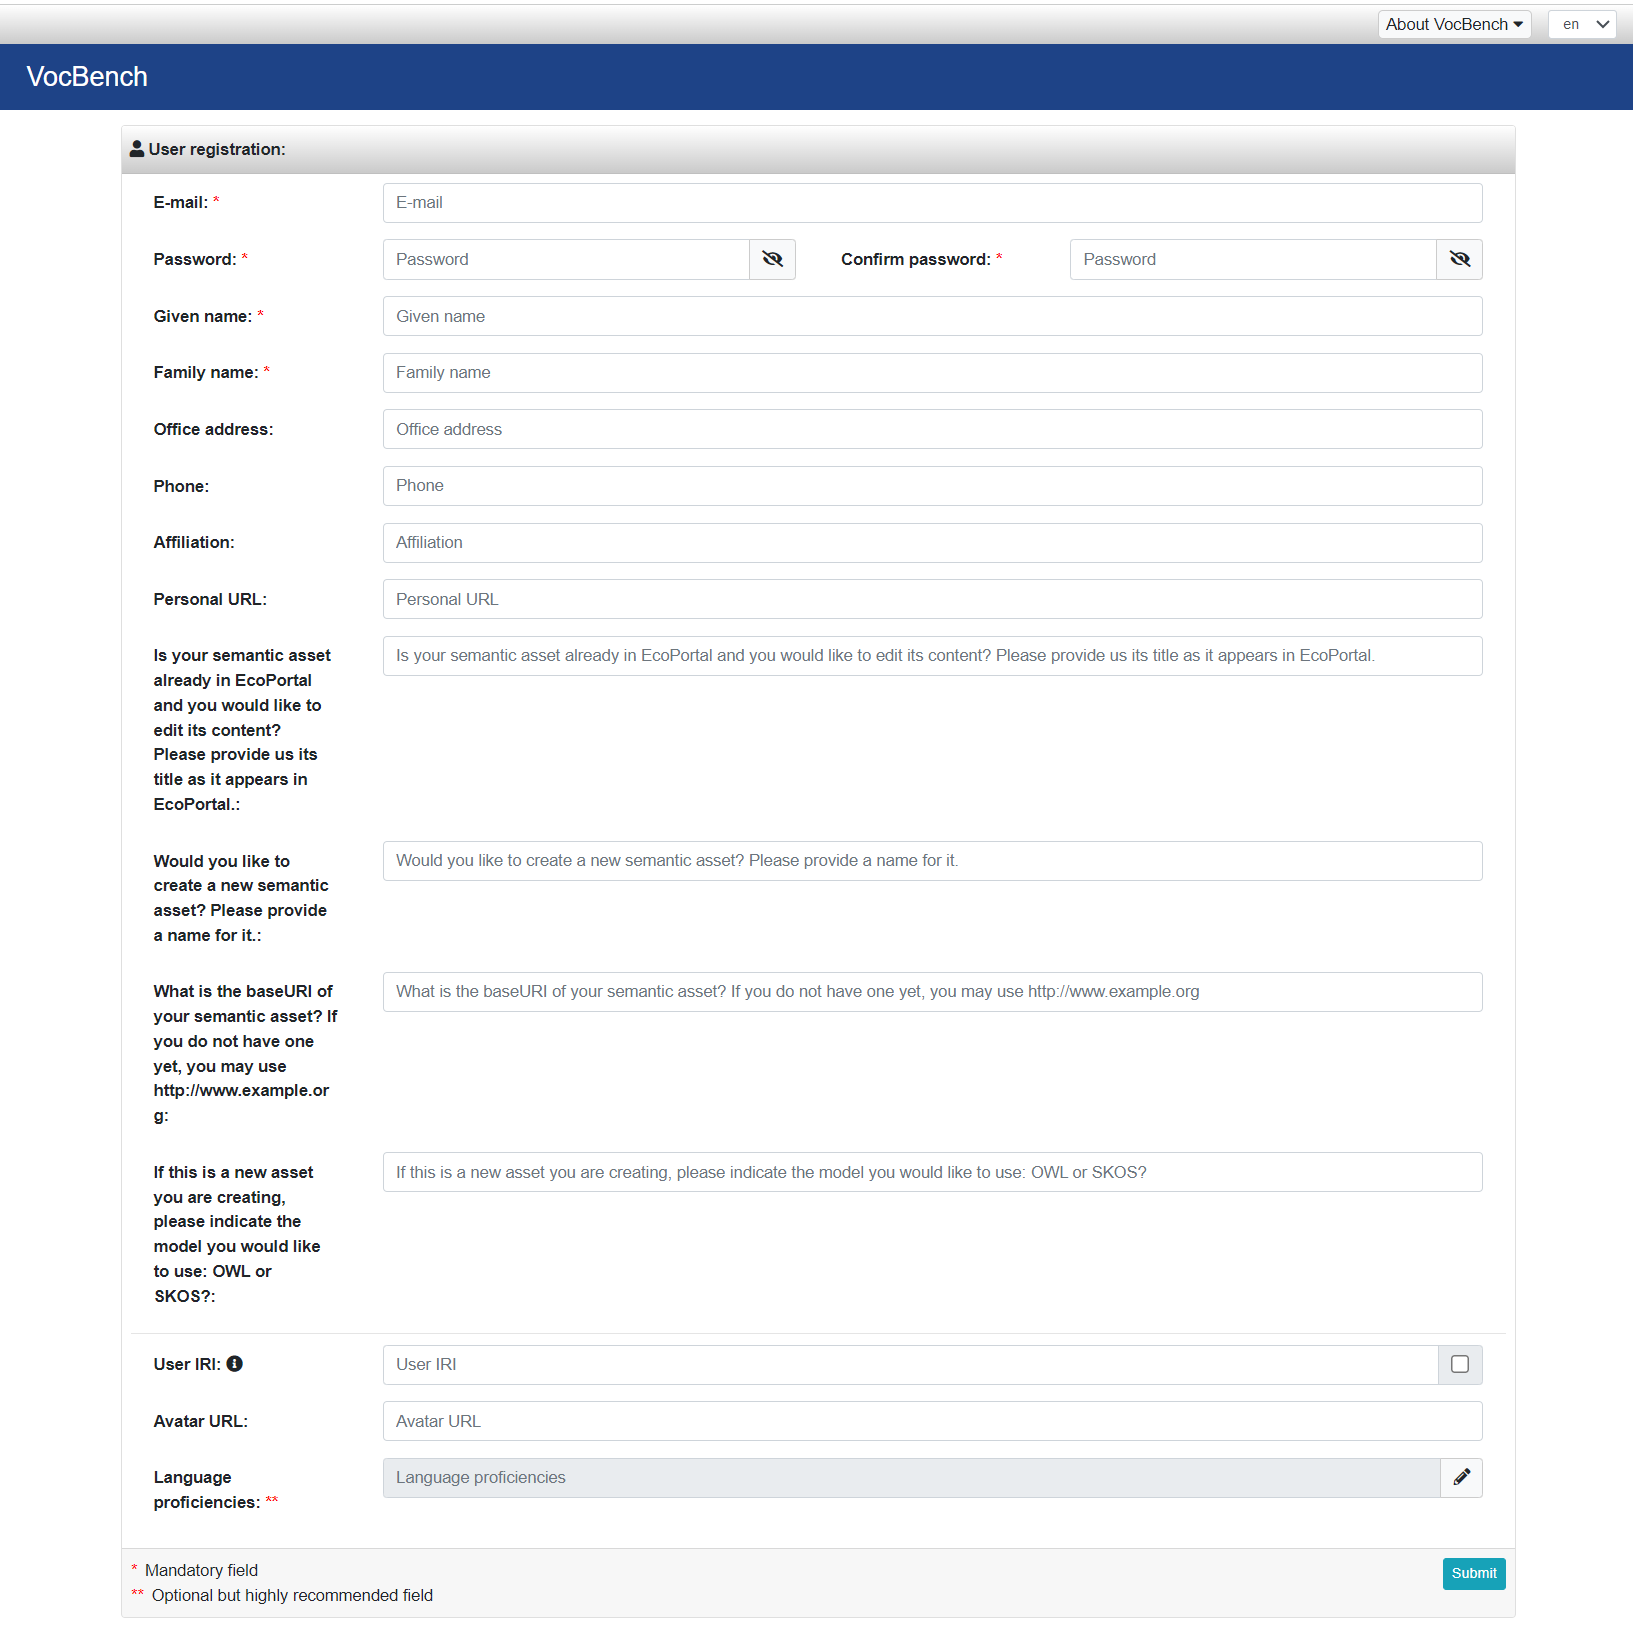 About VocBench
en
VocBench
User registration:
E-mail: *
E-mail
Password: *
Password
Confirm password: *
Password
Given name: *
Given name
Family name: *
Family name
Office address:
Office address
Phone:
Phone
Affiliation:
Affiliation
Personal URL:
Personal URL
Is your semantic asset
already in EcoPortal
and you would like to
edit its content?
Please provide us its
title as it appears in
EcoPortal.:
Is your semantic asset already in EcoPortal and you would like to edit its content? Please provide us its title as it appears in EcoPortal.
Would you like to
create a new semantic
asset? Please provide
a name for it.:
Would you like to create a new semantic asset? Please provide a name for it.
What is the baseURI of
your semantic asset? If
you do not have one
yet, you may use
http://www.example.or
g:
What is the baseURI of your semantic asset? If you do not have one yet, you may use http://www.example.org
If this is a new asset
you are creating,
please indicate the
model you would like
to use: OWL or
SKOS?:
If this is a new asset you are creating, please indicate the model you would like to use: OWL or SKOS?
User IRI:
User IRI
Avatar URL:
Avatar URL
Language
proficiencies: **
Language proficiencies
* Mandatory field
** Optional but highly recommended field
Submit